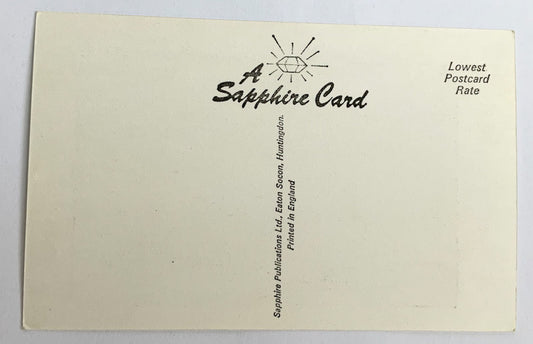 A
Sapphire Card
Lowest
Postcard
Rate
Sapphire Publications Ltd., Eaton Socon, Huntingdon.
Printed in England